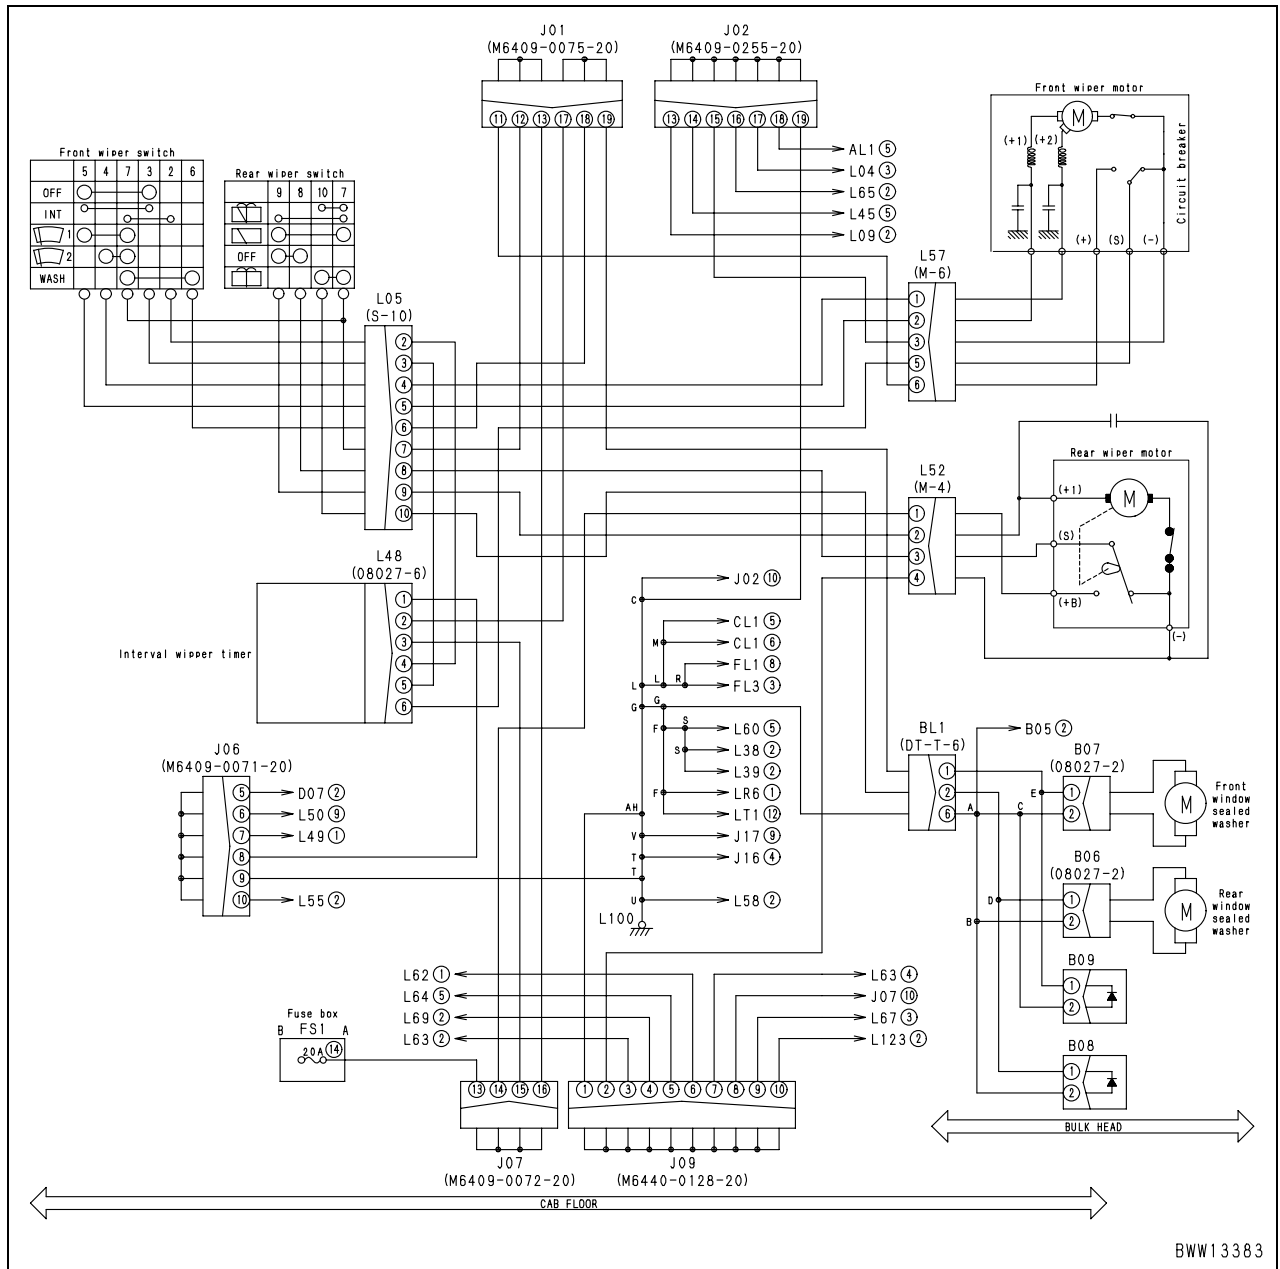 J01
(M6409-0075-20)
J02
(M6409-0255-20)
11 12 13 17 18 19
13 14 15 16 17 18 19
AL1 5
L04 3
L65 2
L45 5
L09 2
Front wiper motor
M
(+1) (+2)
Circuit breaker
(+) (S) (-)
Front wiper switch
5 4 7 3 2 6
OFF
INT
1
2
WASH
Rear wiper switch
9 8 10 7
OFF
L05
(S-10)
2
3
4
5
6
7
8
9
10
L57
(M-6)
1
2
3
5
6
L52
(M-4)
1
2
3
4
Rear wiper motor
(+1)
M
(S)
(+B)
(-)
L48
(08027-6)
1
2
3
4
5
6
Interval wipper timer
J02 10
C
CL1 5
M CL1 6
FL1 8
L L R FL3 3
G G
F S L60 5
S L38 2
L39 2
F LR6 1
AH LT1 12
V J17 9
T J16 4
T
U L58 2
L100
J06
(M6409-0071-20)
5 D07 2
6 L50 9
7 L49 1
8
9
10 L55 2
BL1
(DT-T-6)
1
2
6
A
B05 2
E
C
D
B
B07
(08027-2)
1
2
M
Front
window
sealed
washer
B06
(08027-2)
1
2
M
Rear
window
sealed
washer
B09
1
2
B08
1
2
L62 1
L64 5
L69 2
L63 2
L63 4
J07 10
L67 3
L123 2
Fuse box
B FS1 A
20A 14
13 14 15 16
1 2 3 4 5 6 7 8 9 10
J07
(M6409-0072-20)
J09
(M6440-0128-20)
BULK HEAD
CAB FLOOR
BWW13383